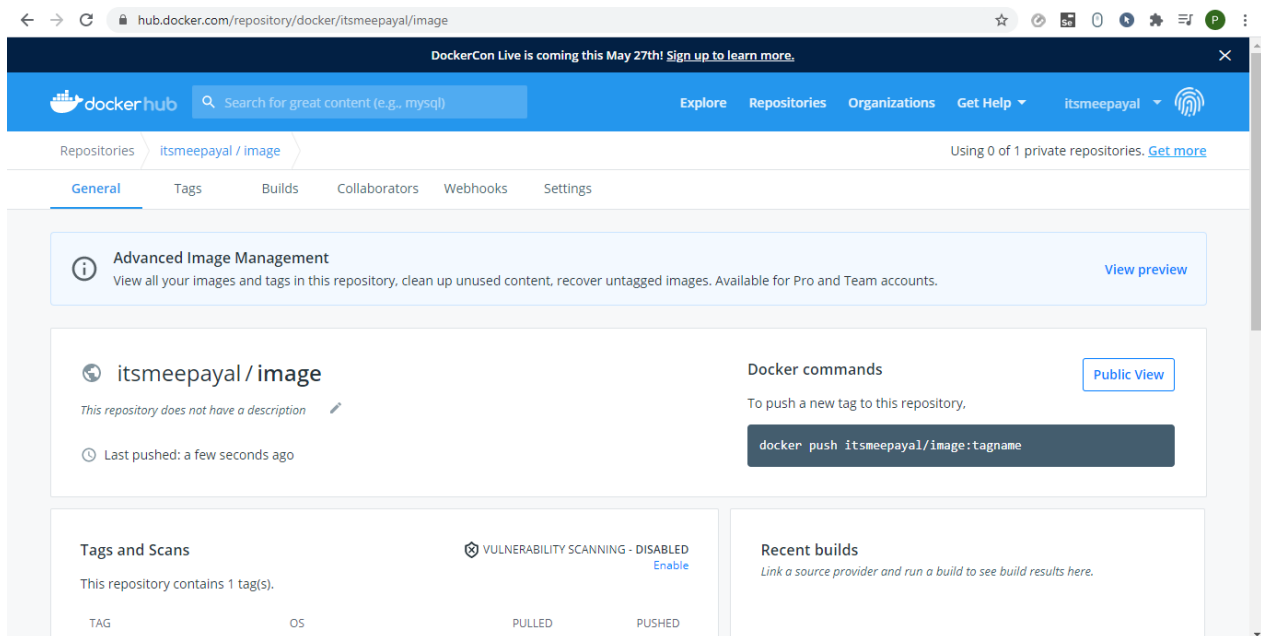 hub.docker.com/repository/docker/itsmeepayal/image
Se
P
DockerCon Live is coming this May 27th! Sign up to learn more.
docker hub
Search for great content (e.g., mysql)
Explore Repositories Organizations Get Help itsmeepayal
Repositories itsmeepayal / image
Using 0 of 1 private repositories. Get more
General Tags Builds Collaborators Webhooks Settings
Advanced Image Management
View all your images and tags in this repository, clean up unused content, recover untagged images. Available for Pro and Team accounts.
View preview
itsmeepayal / image
This repository does not have a description
Last pushed: a few seconds ago
Docker commands
Public View
To push a new tag to this repository,
docker push itsmeepayal/image:tagname
Tags and Scans
VULNERABILITY SCANNING - DISABLED
Enable
This repository contains 1 tag(s).
TAG OS PULLED PUSHED
Recent builds
Link a source provider and run a build to see build results here.